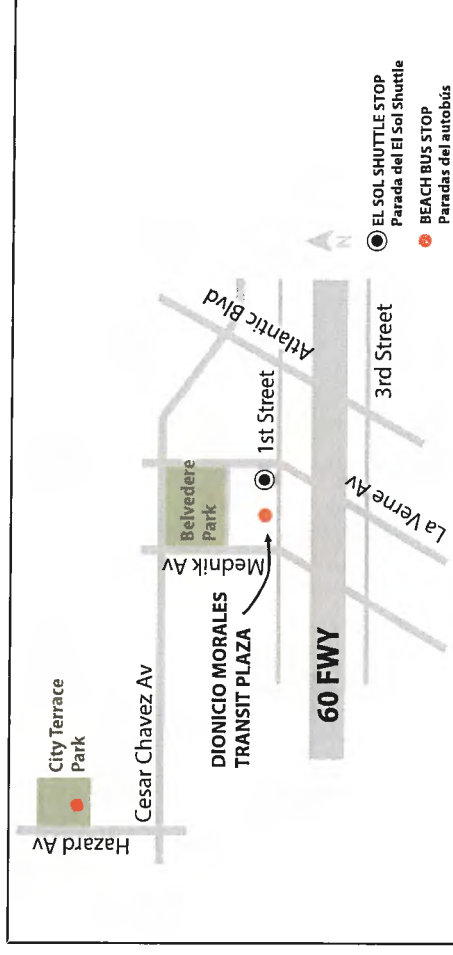 City Terrace
Park
Hazard Av
Cesar Chavez Av
Belvedere
Park
Mednik Av
DIONICIO MORALES
TRANSIT PLAZA
1st Street
Atlantic Blvd
60 FWY
La Verne Av
3rd Street
N
EL SOL SHUTTLE STOP
Parada del El Sol Shuttle
BEACH BUS STOP
Paradas del autobús